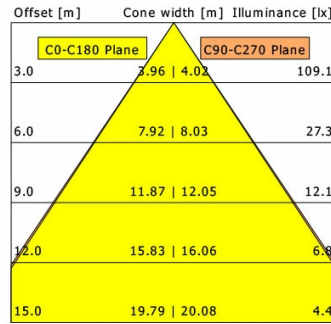 Offset [m] Cone width [m] Illuminance [lx]
C0-C180 Plane C90-C270 Plane
3.0 3.96 | 4.02 109.1
6.0 7.92 | 8.03 27.3
9.0 11.87 | 12.05 12.1
12.0 15.83 | 16.06 6.8
15.0 19.79 | 20.08 4.4